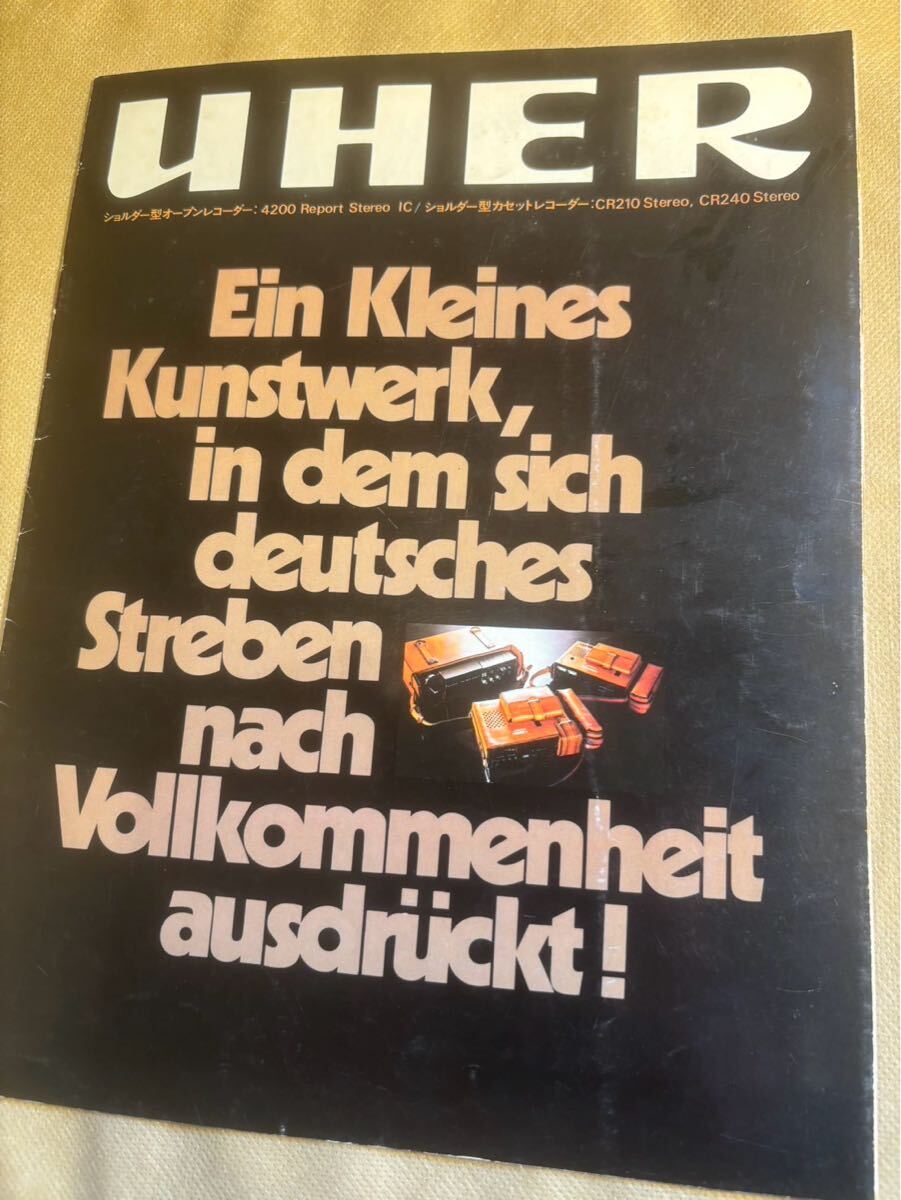 UHER
ショルダー型オープンレコーダー:4200 Report Stereo IC/ショルダー型カセットレコーダー:CR210 Stereo, CR240 Stereo
Ein Kleines
Kunstwerk,
in dem sich
deutsches
Streben
nach
Vollkommenheit
ausdrückt!